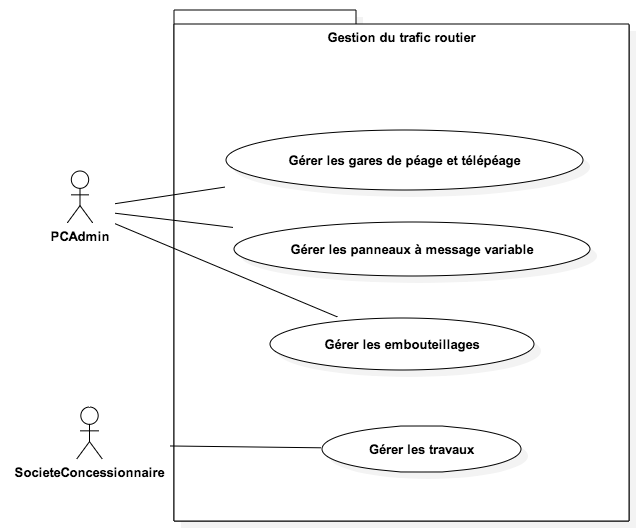 Gestion du trafic routier
Gérer les gares de péage et télépéage
PCAdmin
Gérer les panneaux à message variable
Gérer les embouteillages
Gérer les travaux
SocieteConcessionnaire